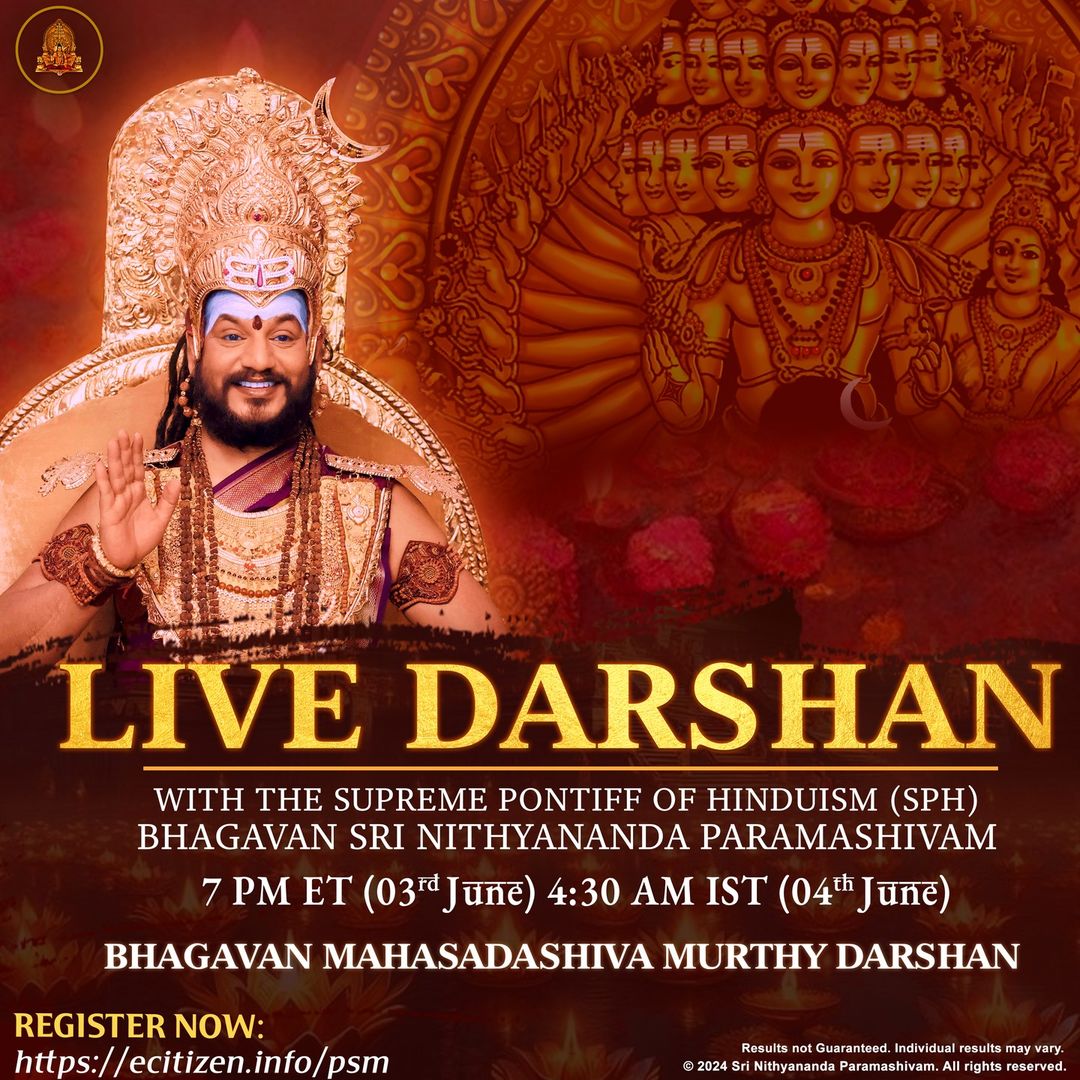 LIVE DARSHAN
WITH THE SUPREME PONTIFF OF HINDUISM (SPH)
BHAGAVAN SRI NITHYANANDA PARAMASHIVAM
7 PM ET (03rd June) 4:30 AM IST (04th June)
BHAGAVAN MAHASADASHIVA MURTHY DARSHAN
REGISTER NOW:
https://ecitizen.info/psm
Results not Guaranteed. Individual results may vary.
© 2024 Sri Nithyananda Paramashivam. All rights reserved.